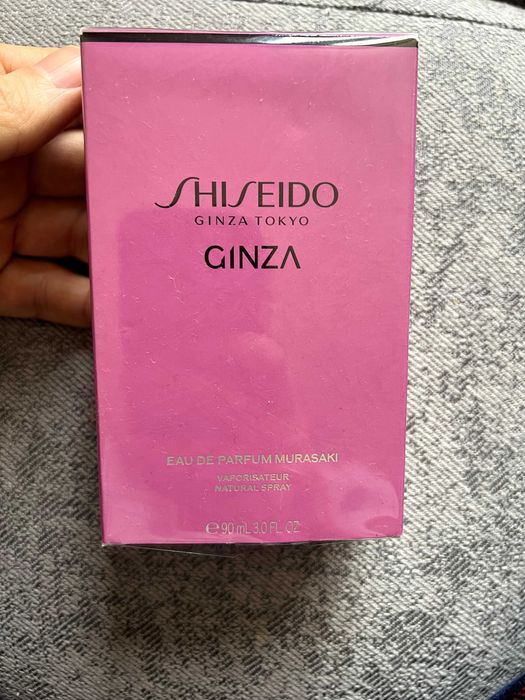 SHISEIDO
GINZA TOKYO
GINZA
EAU DE PARFUM MURASAKI
VAPORISATEUR
NATURAL SPRAY
℮ 90 mL 3.0 FL. OZ